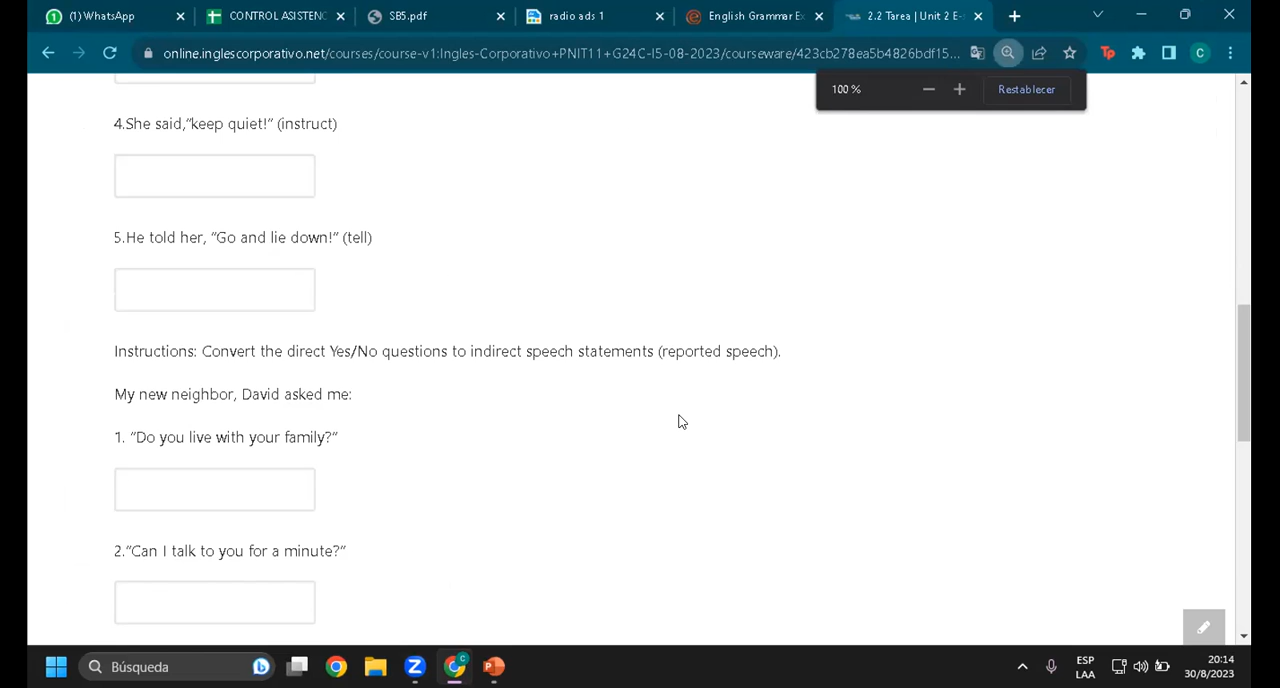 (1) WhatsApp
CONTROL ASISTENC
SB5.pdf
radio ads 1
English Grammar Ex
2.2 Tarea | Unit 2 E-
online.inglescorporativo.net/courses/course-v1:Ingles-Corporativo+PNIT11+G24C-I5-08-2023/courseware/423cb278ea5b4826bdf15...
100 %
Restablecer
4.She said,"keep quiet!" (instruct)
5.He told her, "Go and lie down!" (tell)
Instructions: Convert the direct Yes/No questions to indirect speech statements (reported speech).
My new neighbor, David asked me:
1. "Do you live with your family?"
2."Can I talk to you for a minute?"
Búsqueda
ESP
LAA
20:14
30/8/2023